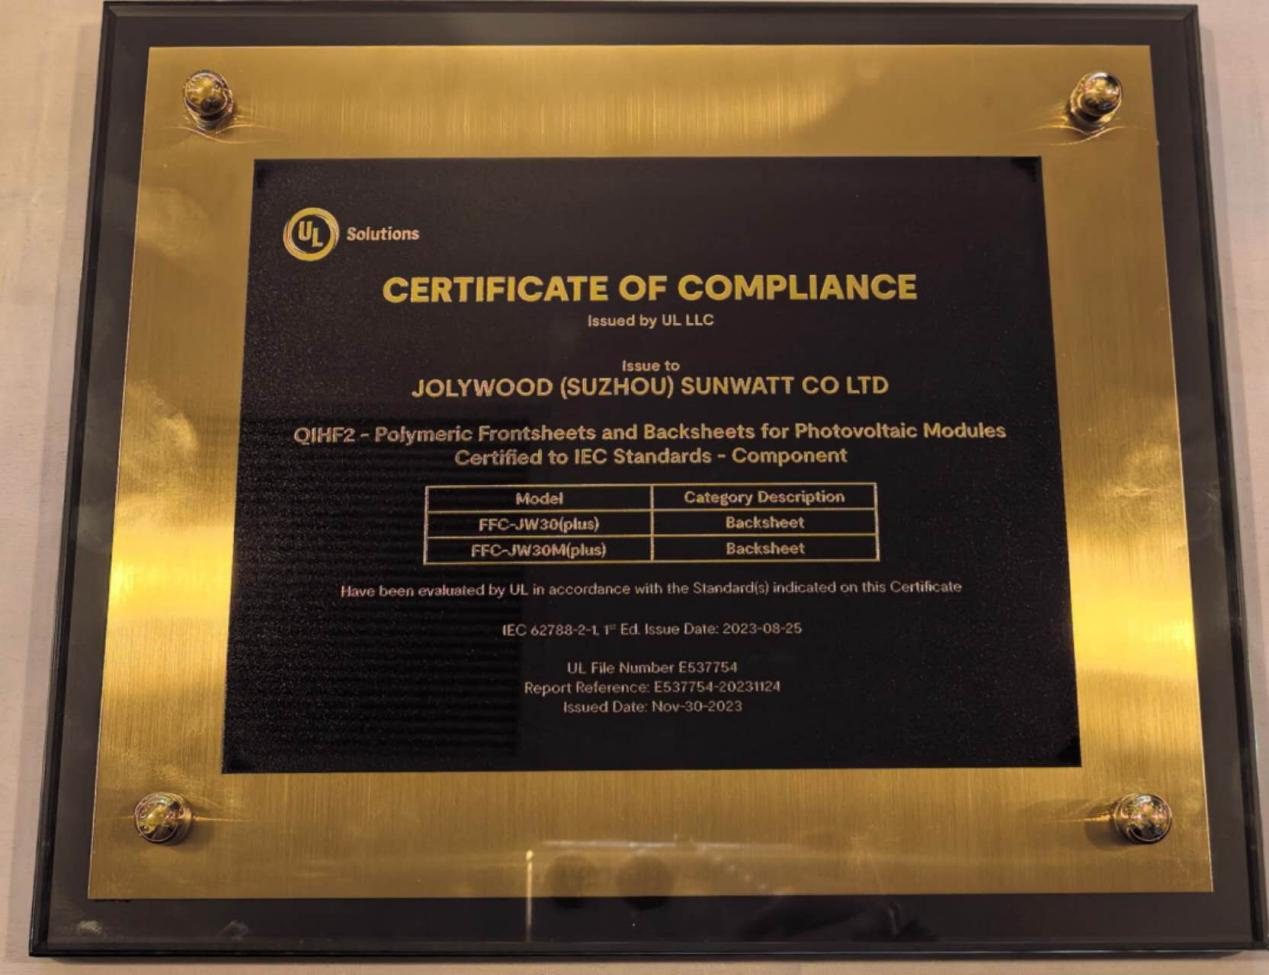 UL Solutions
CERTIFICATE OF COMPLIANCE
Issued by UL LLC
Issue to
JOLYWOOD (SUZHOU) SUNWATT CO LTD
QIHF2 - Polymeric Frontsheets and Backsheets for Photovoltaic Modules
Certified to IEC Standards - Component
Model Category Description
FFC-JW30(plus) Backsheet
FFC-JW30M(plus) Backsheet
Have been evaluated by UL in accordance with the Standard(s) indicated on this Certificate
IEC 62788-2-1, 1st Ed. Issue Date: 2023-08-25
UL File Number E537754
Report Reference: E537754-20231124
Issued Date: Nov-30-2023